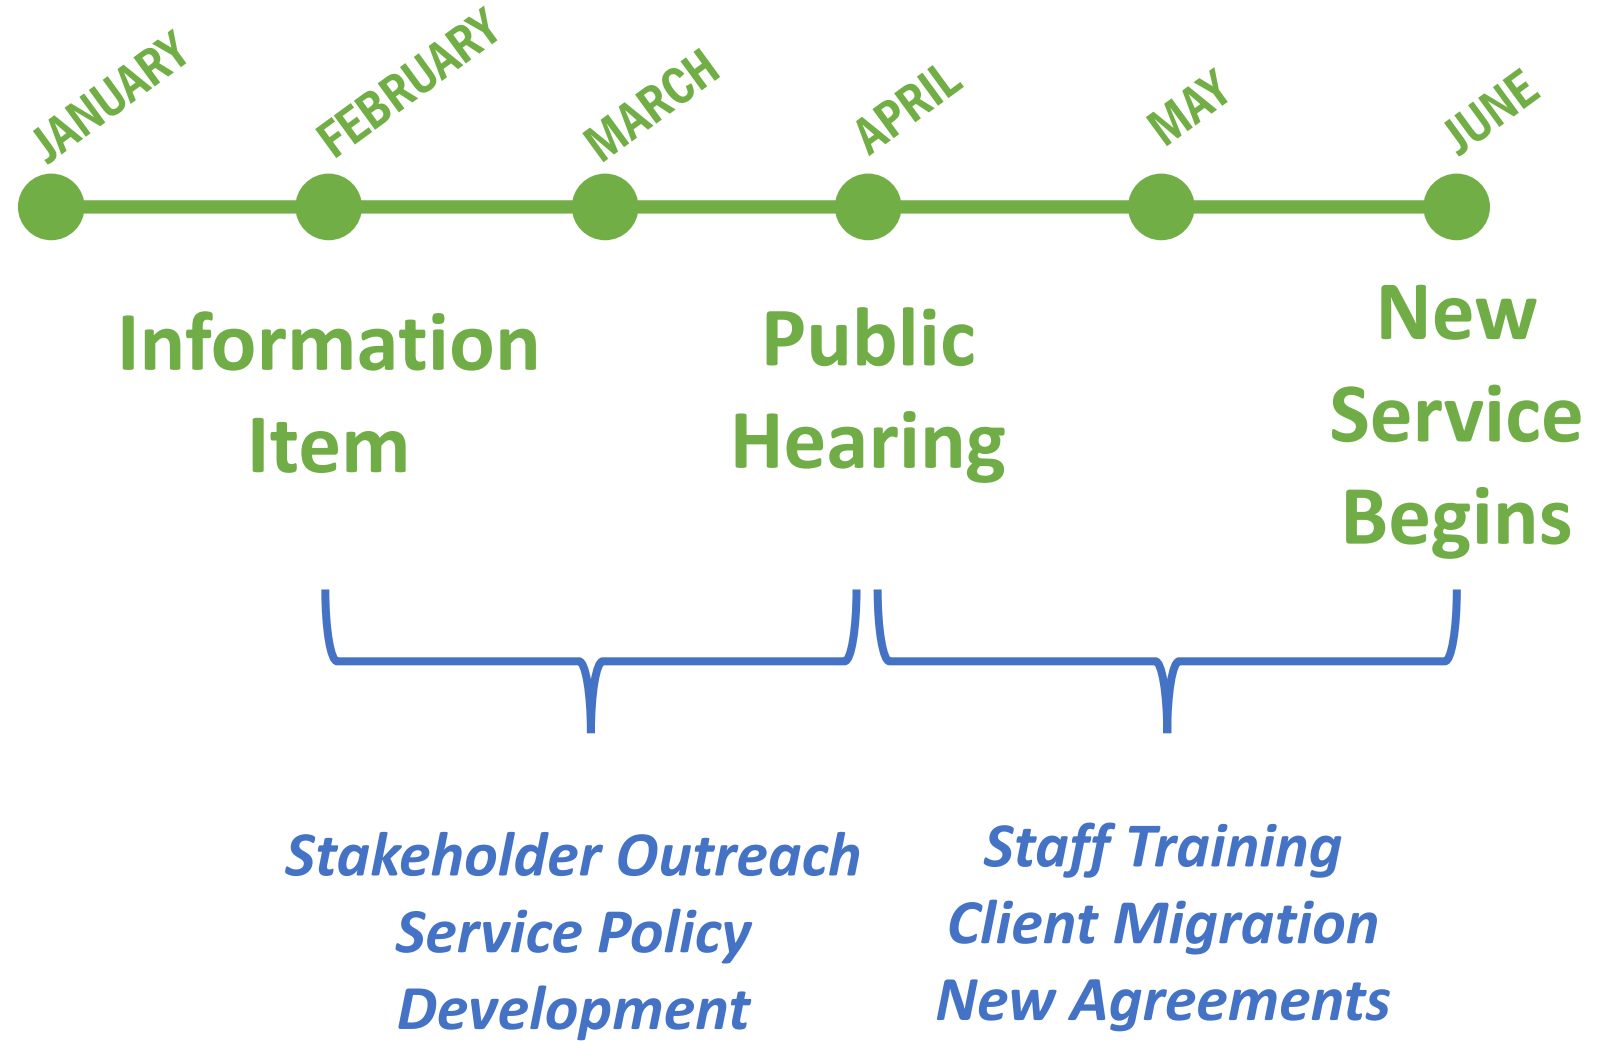 JANUARY
FEBRUARY
MARCH
APRIL
MAY
JUNE
Information
Item
Public
Hearing
New
Service
Begins
Stakeholder Outreach
Service Policy
Development
Staff Training
Client Migration
New Agreements